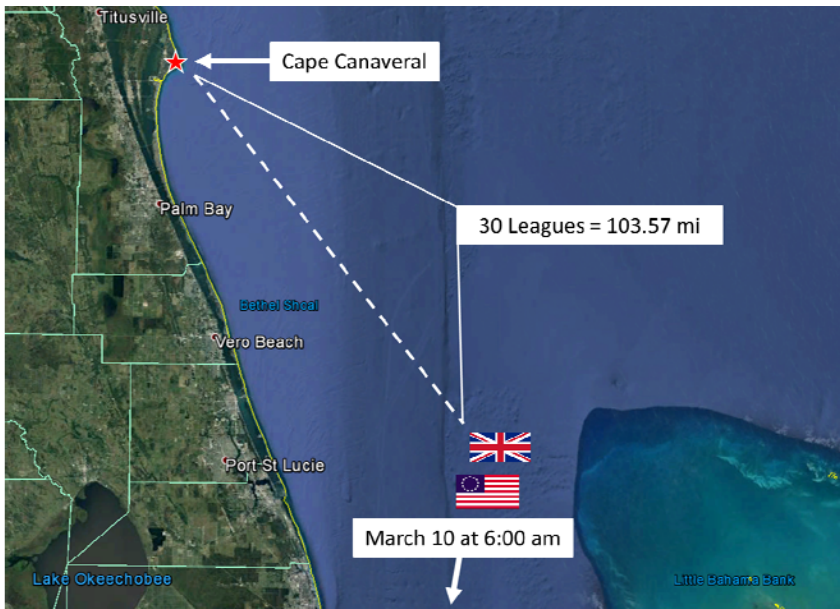 Titusville
Cape Canaveral
Palm Bay
30 Leagues = 103.57 mi
Bethel Shoal
Vero Beach
Port St Lucie
March 10 at 6:00 am
Lake Okeechobee
Little Bahama Bank